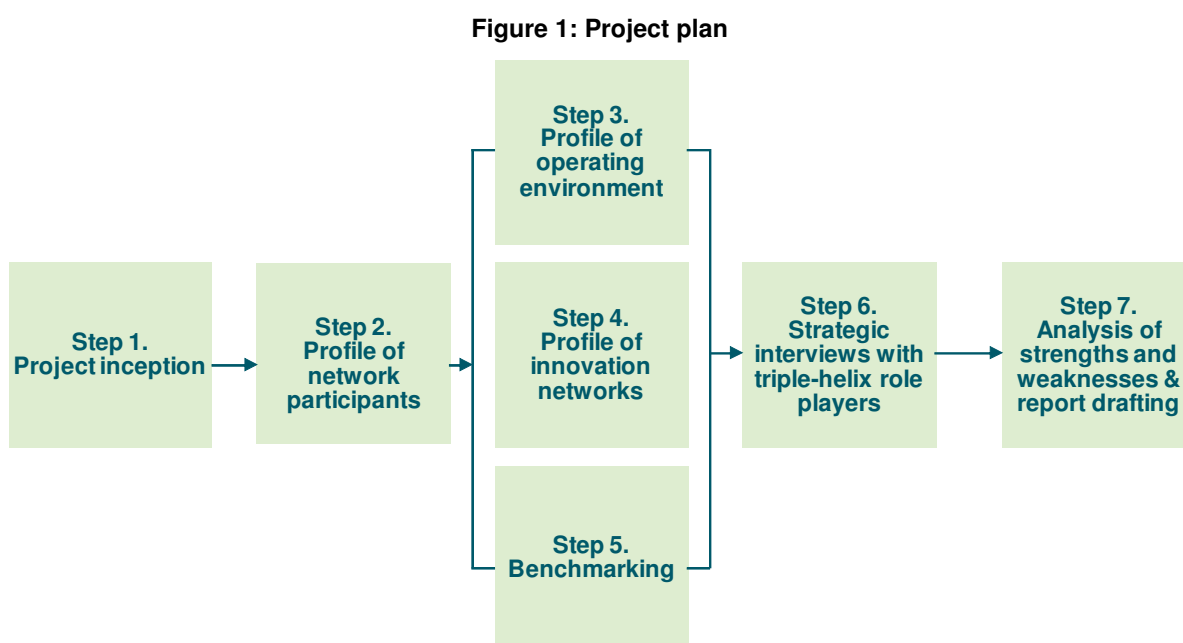 Figure 1: Project plan
Step 1.
Project inception
Step 2.
Profile of
network
participants
Step 3.
Profile of
operating
environment
Step 4.
Profile of
innovation
networks
Step 5.
Benchmarking
Step 6.
Strategic
interviews with
triple-helix role
players
Step 7.
Analysis of
strengths and
weaknesses &
report drafting